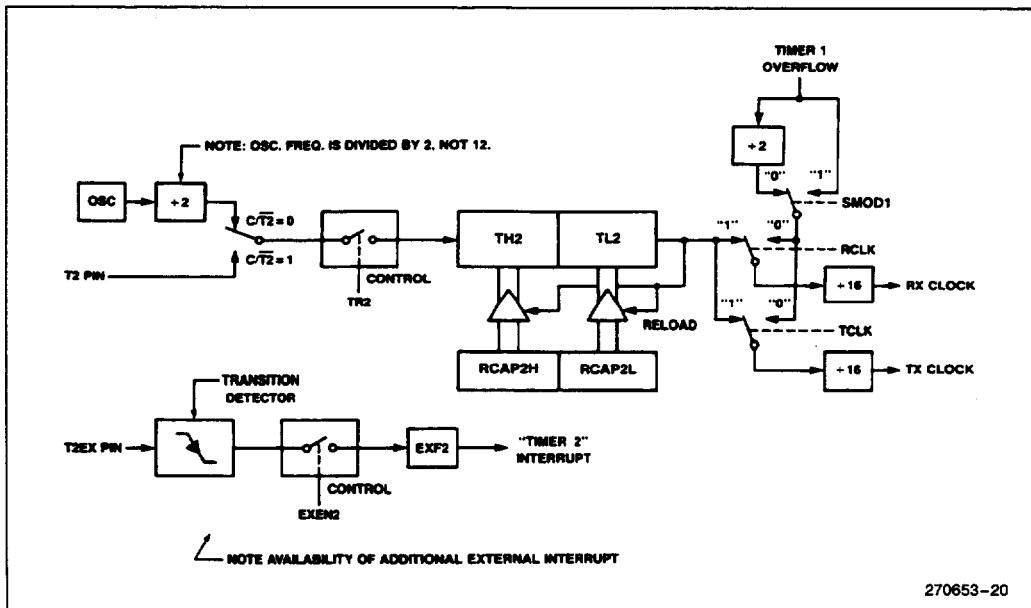 TIMER 1
OVERFLOW
NOTE: OSC. FREQ. IS DIVIDED BY 2, NOT 12.
÷2
"0" "1"
OSC
÷2
SMOD1
C/T2̅ = 0
TH2
TL2
"1" "0"
RCLK
C/T2̅ = 1
T2 PIN
CONTROL
÷16
RX CLOCK
TR2
"1" "0"
RELOAD
TCLK
RCAP2H
RCAP2L
÷16
TX CLOCK
TRANSITION
DETECTOR
T2EX PIN
EXF2
"TIMER 2"
INTERRUPT
CONTROL
EXEN2
NOTE AVAILABILITY OF ADDITIONAL EXTERNAL INTERRUPT
270653-20